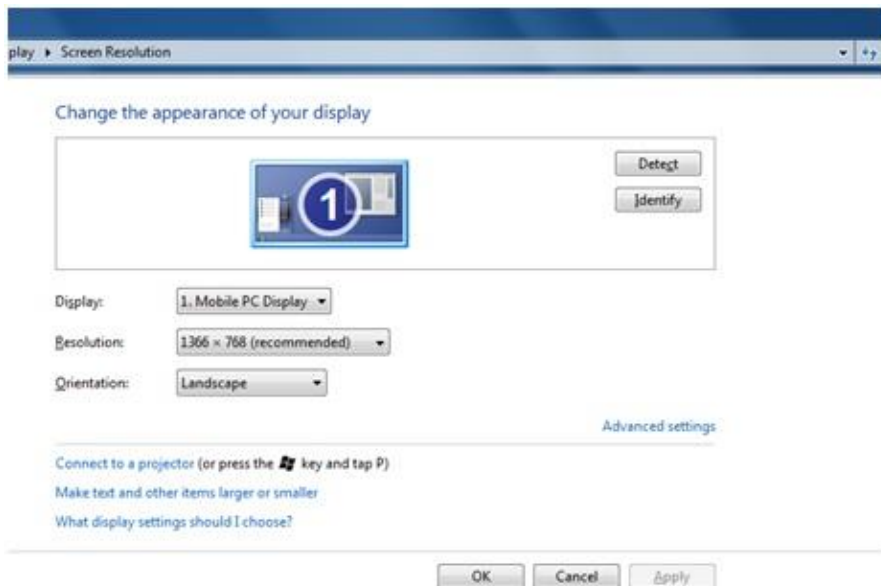 play ▸ Screen Resolution
Change the appearance of your display
1
Detect
Identify
Display: 1. Mobile PC Display
Resolution: 1366 × 768 (recommended)
Orientation: Landscape
Advanced settings
Connect to a projector (or press the key and tap P)
Make text and other items larger or smaller
What display settings should I choose?
OK Cancel Apply